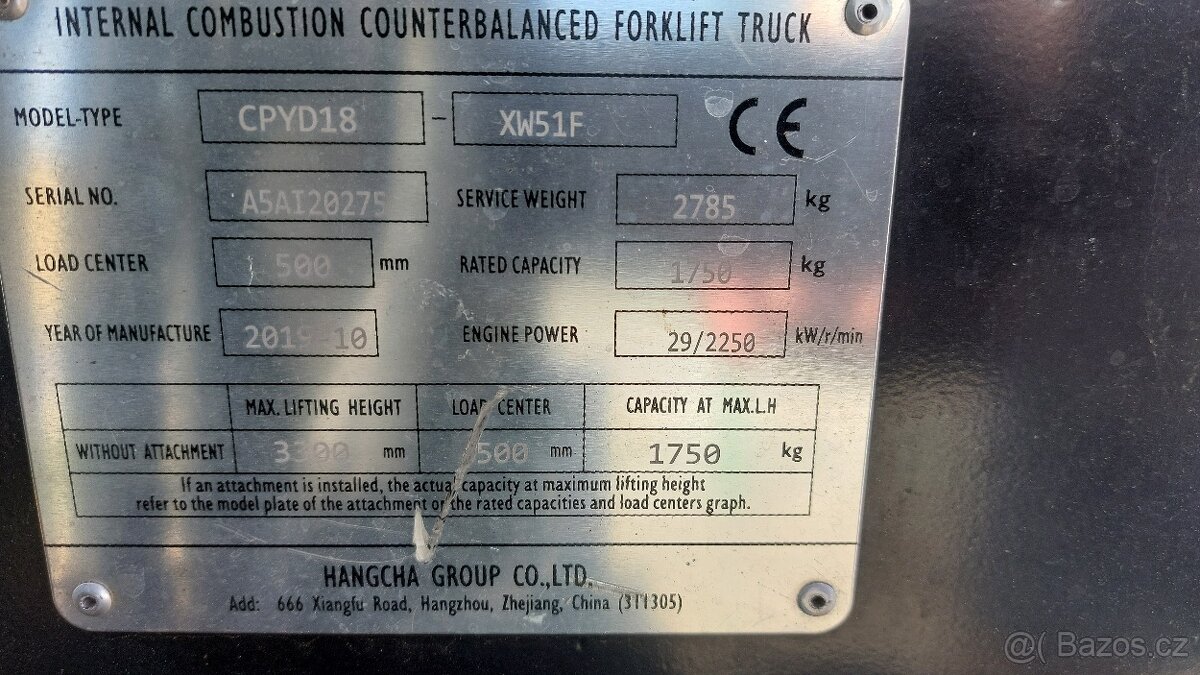 INTERNAL COMBUSTION COUNTERBALANCED FORKLIFT TRUCK
MODEL-TYPE CPYD18 - XW51F CE
SERIAL NO. A5AI20275 SERVICE WEIGHT 2785 kg
LOAD CENTER 500 mm RATED CAPACITY 1750 kg
YEAR OF MANUFACTURE 2019-10 ENGINE POWER 29/2250 kW/r/min
MAX. LIFTING HEIGHT LOAD CENTER CAPACITY AT MAX.L.H
WITHOUT ATTACHMENT 3300 mm 500 mm 1750 kg
If an attachment is installed, the actual capacity at maximum lifting height
refer to the model plate of the attachment or the rated capacities and load centers graph.
HANGCHA GROUP CO.,LTD.
Add: 666 Xiangfu Road, Hangzhou, Zhejiang, China (311305)
@( Bazos.cz